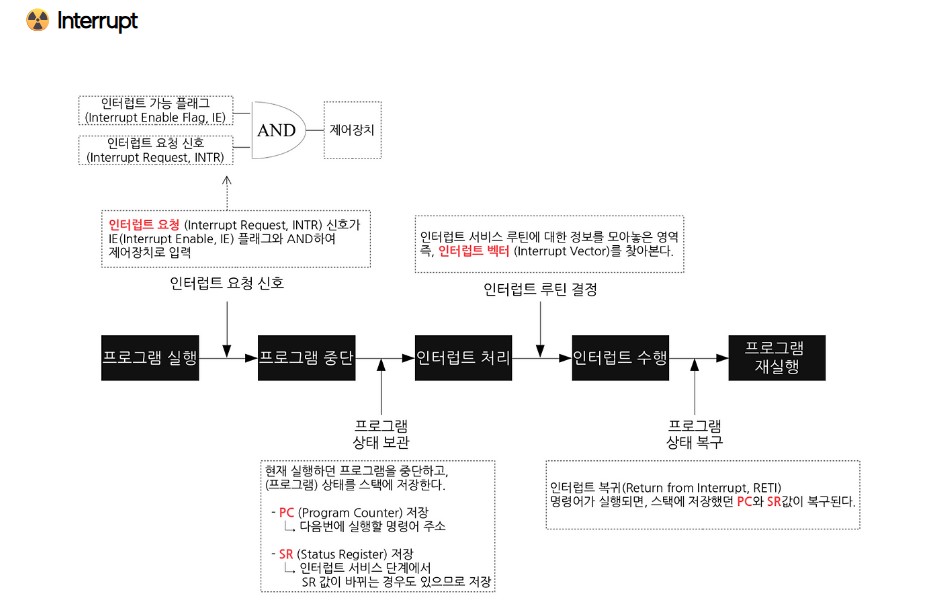 Interrupt
인터럽트 가능 플래그
(Interrupt Enable Flag, IE)
인터럽트 요청 신호
(Interrupt Request, INTR)
AND
제어장치
인터럽트 요청 (Interrupt Request, INTR) 신호가
IE(Interrupt Enable, IE) 플래그와 AND하여
제어장치로 입력
인터럽트 요청 신호
인터럽트 서비스 루틴에 대한 정보를 모아놓은 영역
즉, 인터럽트 벡터 (Interrupt Vector)를 찾아본다.
인터럽트 루틴 결정
프로그램 실행
프로그램 중단
인터럽트 처리
인터럽트 수행
프로그램
재실행
프로그램
상태 보관
현재 실행하던 프로그램을 중단하고,
(프로그램) 상태를 스택에 저장한다.
- PC (Program Counter) 저장
다음번에 실행할 명령어 주소
- SR (Status Register) 저장
인터럽트 서비스 단계에서
SR 값이 바뀌는 경우도 있으므로 저장
프로그램
상태 복구
인터럽트 복귀(Return from Interrupt, RETI)
명령어가 실행되면, 스택에 저장했던 PC와 SR값이 복구된다.